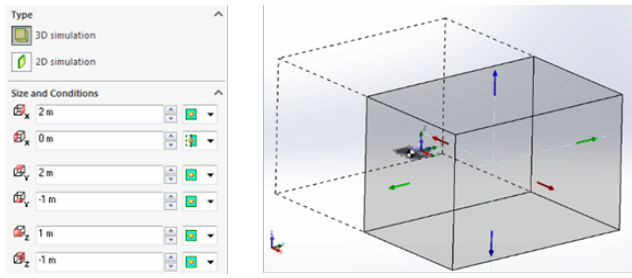 Type
3D simulation
2D simulation
Size and Conditions
X 2 m
X 0 m
Y 2 m
Y -1 m
Z 1 m
Z -1 m